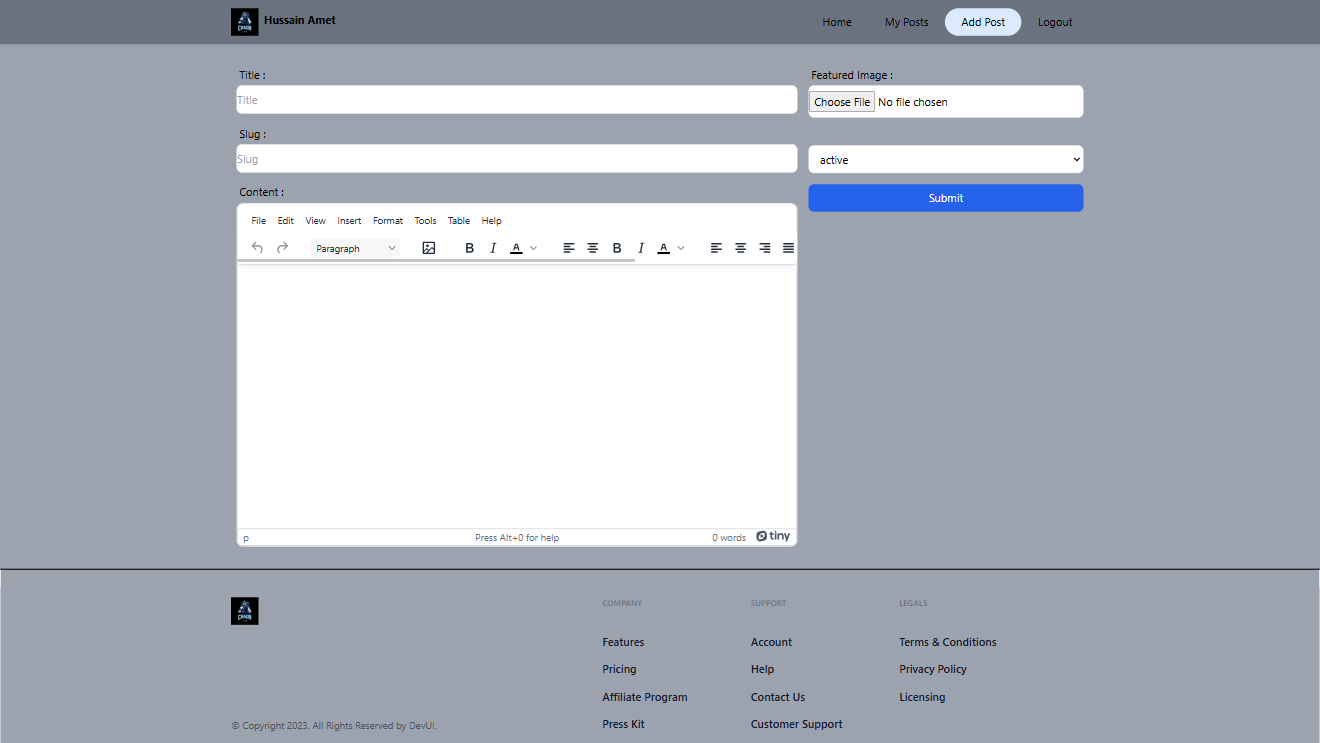 CHAOS Hussain Amet Home My Posts Add Post Logout
Title :
Title
Slug :
Slug
Content :
File Edit View Insert Format Tools Table Help
Paragraph B I A B I A
p Press Alt+0 for help 0 words tiny
Featured Image :
Choose File No file chosen
active
Submit
CHAOS
© Copyright 2023. All Rights Reserved by DevUI.
COMPANY
Features
Pricing
Affiliate Program
Press Kit
SUPPORT
Account
Help
Contact Us
Customer Support
LEGALS
Terms & Conditions
Privacy Policy
Licensing